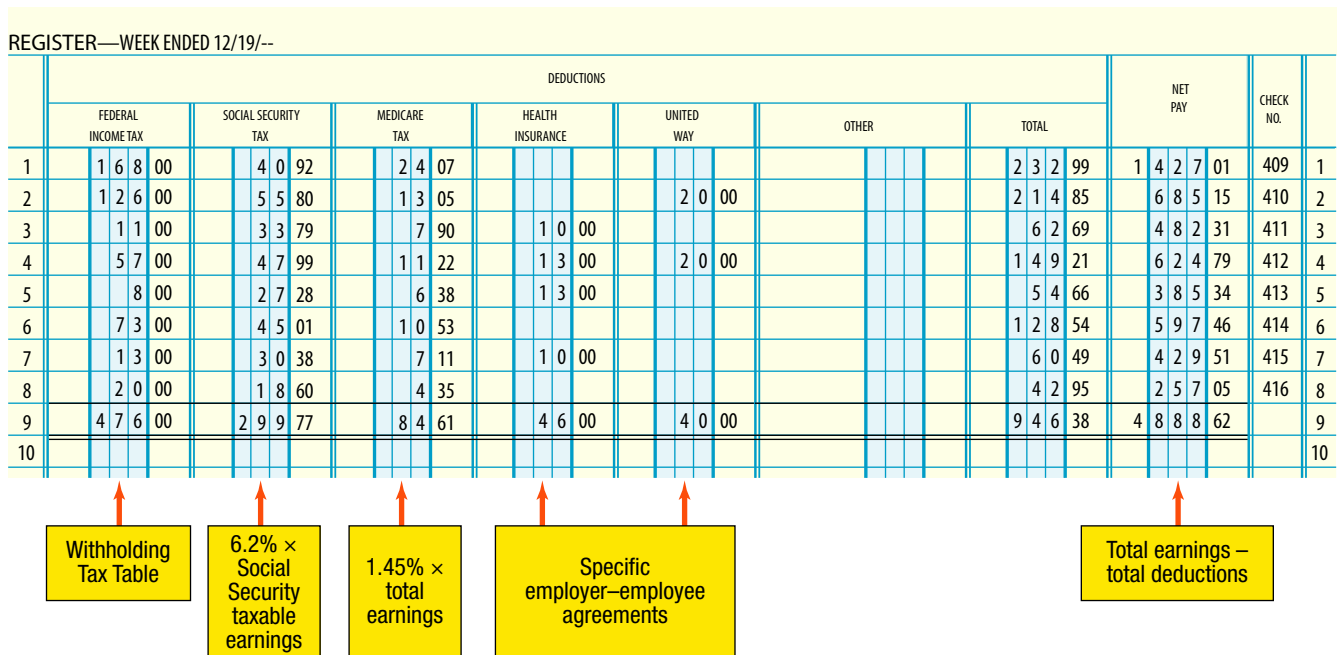 REGISTER—WEEK ENDED 12/19/--
DEDUCTIONS
NET PAY
CHECK NO.
FEDERAL INCOME TAX
SOCIAL SECURITY TAX
MEDICARE TAX
HEALTH INSURANCE
UNITED WAY
OTHER
TOTAL
1 168 00 40 92 24 07 232 99 1 427 01 409 1
2 126 00 55 80 13 05 20 00 214 85 685 15 410 2
3 11 00 33 79 7 90 10 00 62 69 482 31 411 3
4 57 00 47 99 11 22 13 00 20 00 149 21 624 79 412 4
5 8 00 27 28 6 38 13 00 54 66 385 34 413 5
6 73 00 45 01 10 53 128 54 597 46 414 6
7 13 00 30 38 7 11 10 00 60 49 429 51 415 7
8 20 00 18 60 4 35 42 95 257 05 416 8
9 476 00 299 77 84 61 46 00 40 00 946 38 4 888 62 9
10 10
Withholding
Tax Table
6.2% ×
Social
Security
taxable
earnings
1.45% ×
total
earnings
Specific
employer–employee
agreements
Total earnings –
total deductions